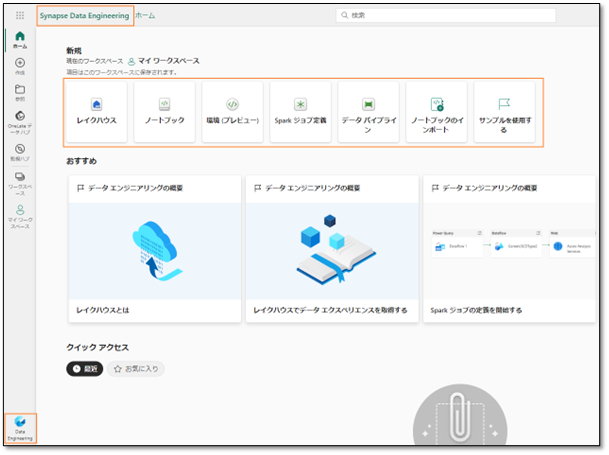 Synapse Data Engineering ホーム
検索
ホーム
作成
参照
OneLake デ
ータ ハブ
監視ハブ
ワークスペ
ース
マイ ワーク
スペース
Data
Engineering
新規
現在のワークスペース マイ ワークスペース
項目はこのワークスペースに保存されます。
レイクハウス
ノートブック
環境 (プレビュー)
Spark ジョブ定義
データ パイプライ
ン
ノートブックのイ
ンポート
サンプルを使用す
る
おすすめ
データ エンジニアリングの概要
レイクハウスとは
データ エンジニアリングの概要
レイクハウスでデータ エクスペリエンスを取得する
データ エンジニアリングの概要
Power Query
Dataflow
Web
Dataflow 1
Spark ジョブの定義を開始する
クイック アクセス
最近
お気に入り